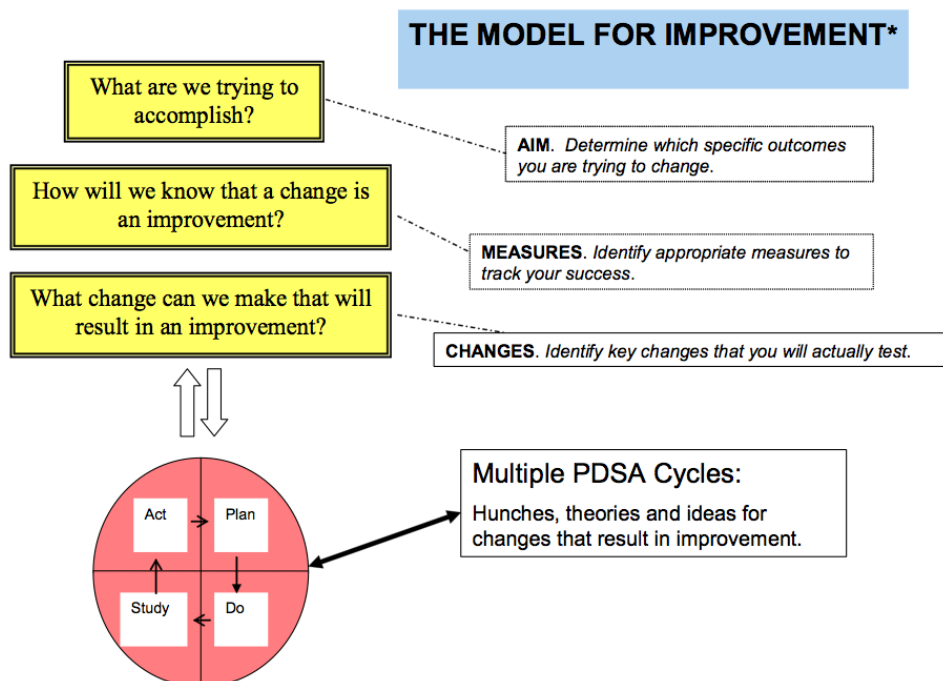 THE MODEL FOR IMPROVEMENT*
What are we trying to
accomplish?
AIM. Determine which specific outcomes
you are trying to change.
How will we know that a change is
an improvement?
MEASURES. Identify appropriate measures to
track your success.
What change can we make that will
result in an improvement?
CHANGES. Identify key changes that you will actually test.
Multiple PDSA Cycles:
Hunches, theories and ideas for
changes that result in improvement.
Act
Plan
Study
Do